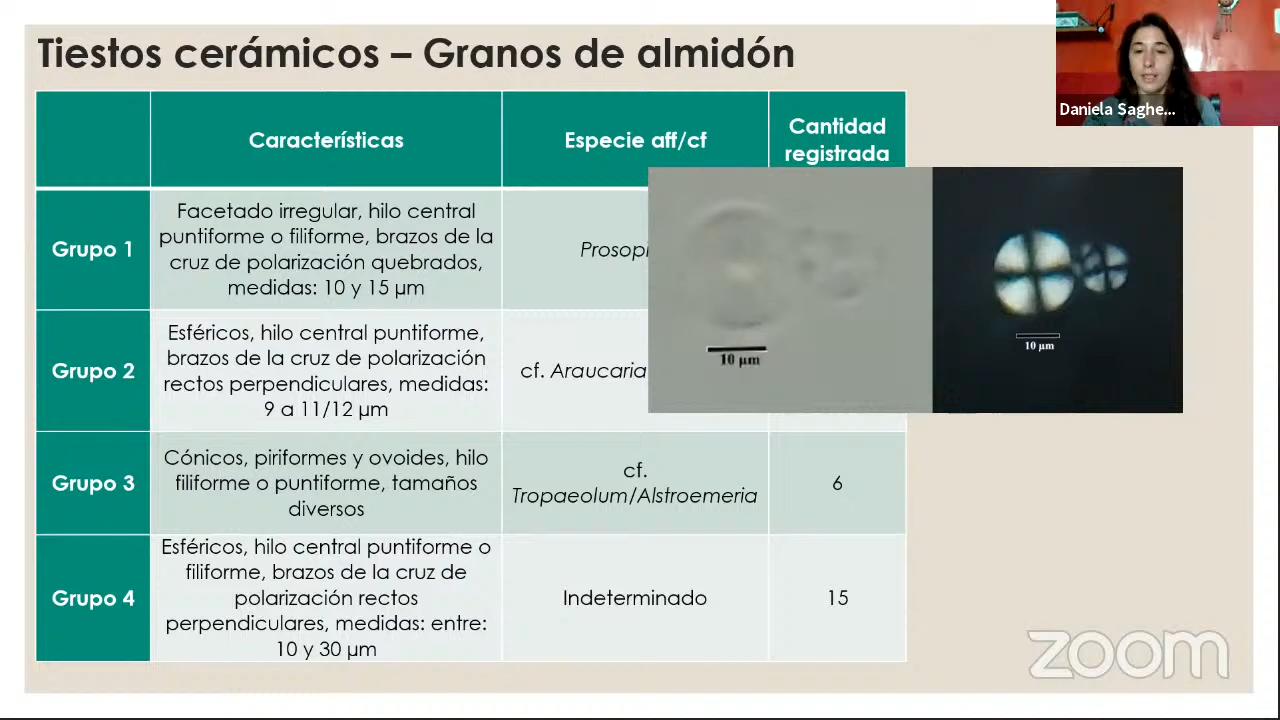 Tiestos cerámicos – Granos de almidón
Daniela Saghe...
Características
Especie aff/cf
Cantidad
registrada
Grupo 1
Facetado irregular, hilo central
puntiforme o filiforme, brazos de la
cruz de polarización quebrados,
medidas: 10 y 15 µm
Grupo 2
Esféricos, hilo central puntiforme,
brazos de la cruz de polarización
rectos perpendiculares, medidas:
9 a 11/12 µm
cf. Araucaria
10 µm
10 µm
Grupo 3
Cónicos, piriformes y ovoides, hilo
filiforme o puntiforme, tamaños
diversos
cf.
Tropaeolum/Alstroemeria
6
Grupo 4
Esféricos, hilo central puntiforme o
filiforme, brazos de la cruz de
polarización rectos
perpendiculares, medidas: entre:
10 y 30 µm
Indeterminado
15
zoom